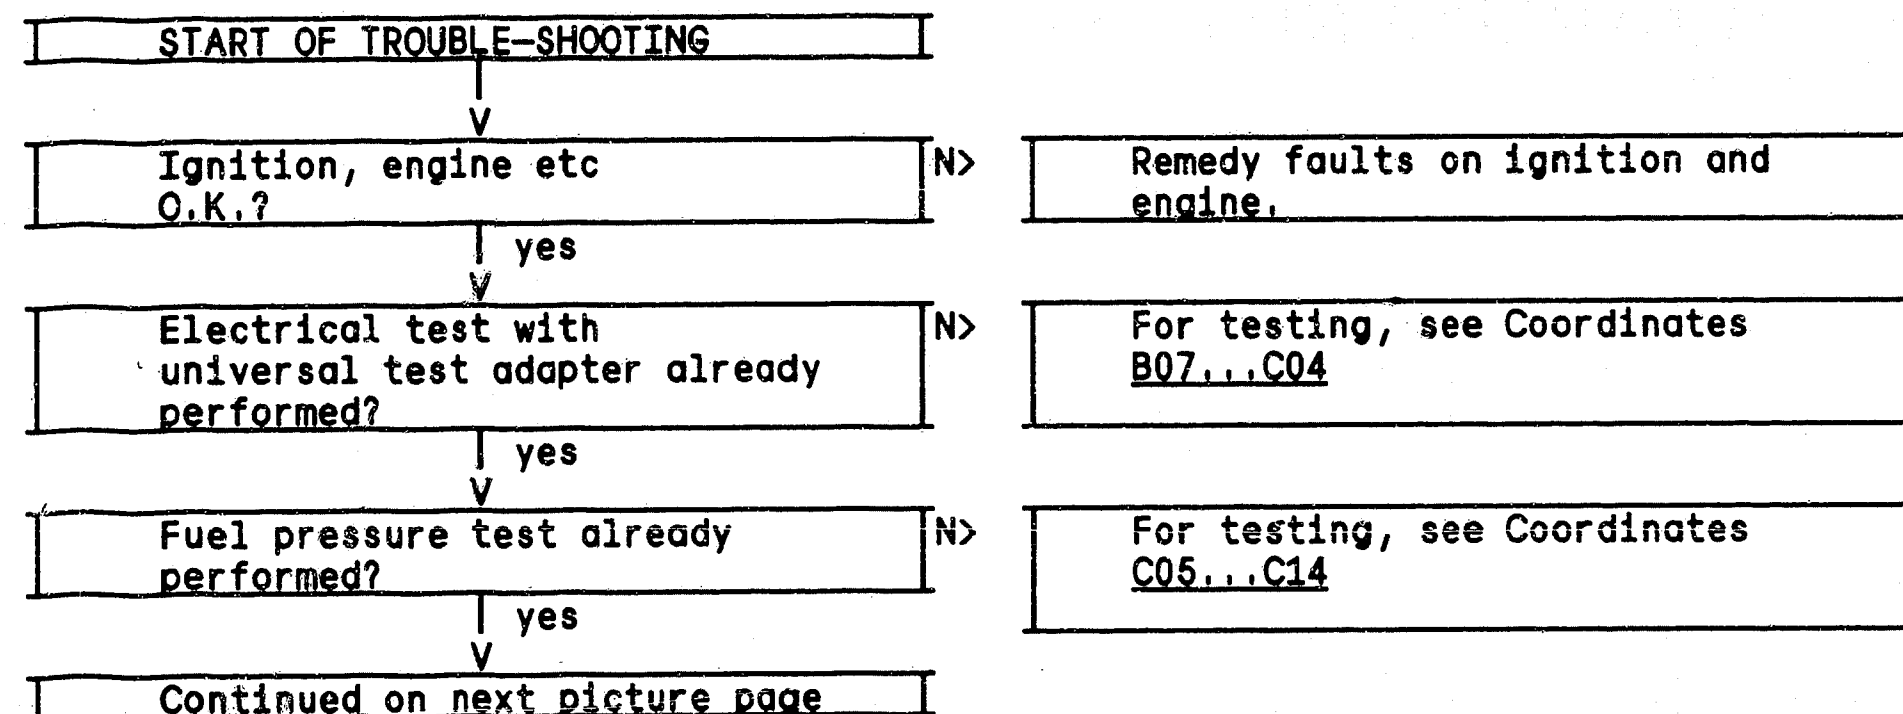 START OF TROUBLE-SHOOTING
V
Ignition, engine etc
O.K.?
N>
Remedy faults on ignition and
engine.
yes
V
Electrical test with
universal test adapter already
performed?
N>
For testing, see Coordinates
B07...C04
yes
V
Fuel pressure test already
performed?
N>
For testing, see Coordinates
C05...C14
yes
V
Continued on next picture page